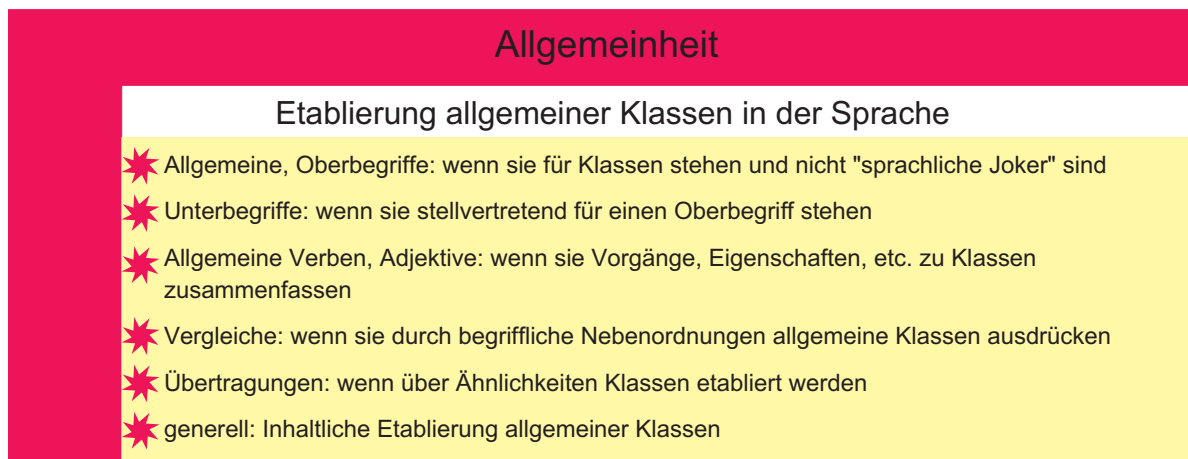 Allgemeinheit
Etablierung allgemeiner Klassen in der Sprache
Allgemeine, Oberbegriffe: wenn sie für Klassen stehen und nicht "sprachliche Joker" sind
Unterbegriffe: wenn sie stellvertretend für einen Oberbegriff stehen
Allgemeine Verben, Adjektive: wenn sie Vorgänge, Eigenschaften, etc. zu Klassen
zusammenfassen
Vergleiche: wenn sie durch begriffliche Nebenordnungen allgemeine Klassen ausdrücken
Übertragungen: wenn über Ähnlichkeiten Klassen etabliert werden
generell: Inhaltliche Etablierung allgemeiner Klassen